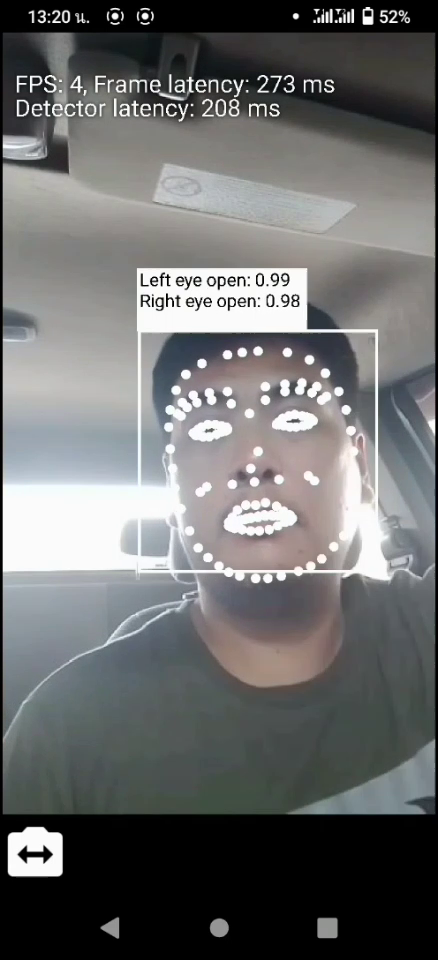 13:20 น. 52%
FPS: 4, Frame latency: 273 ms
Detector latency: 208 ms
Left eye open: 0.99
Right eye open: 0.98